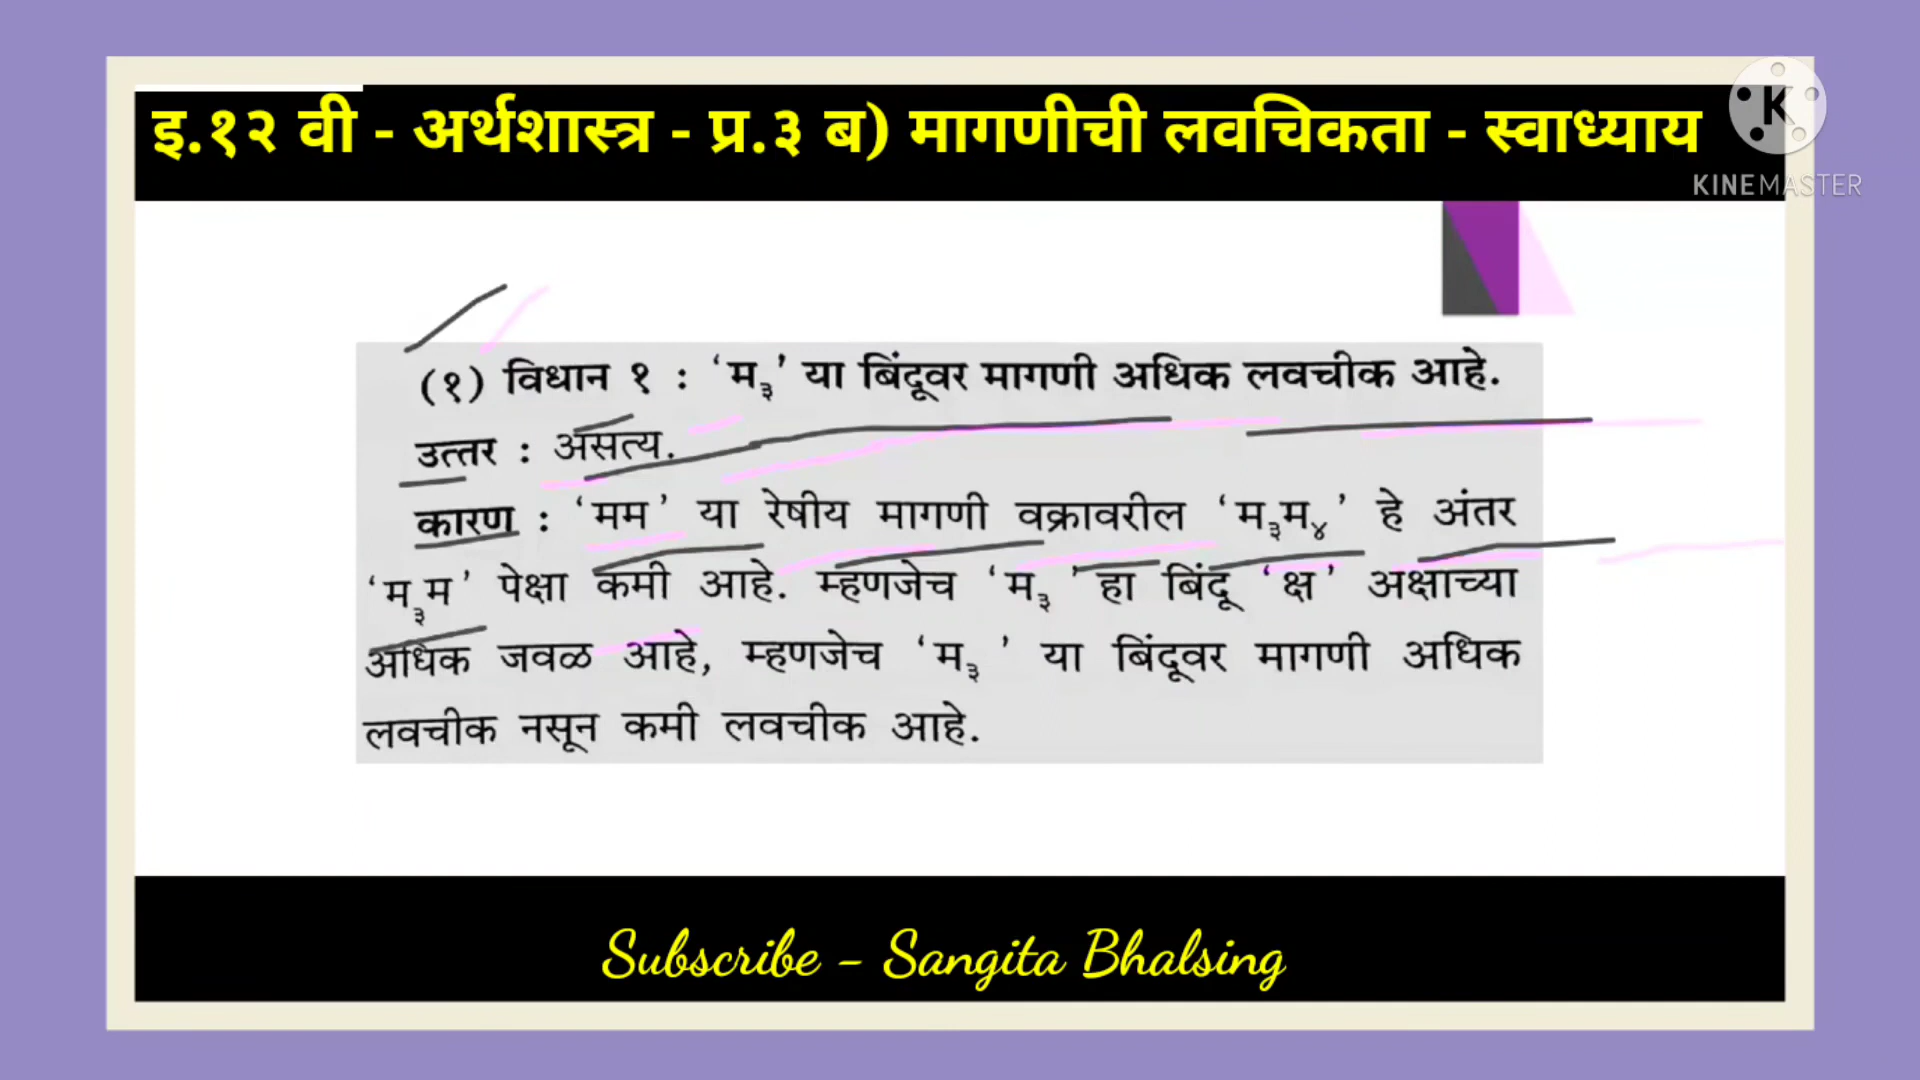 इ.१२ वी - अर्थशास्त्र - प्र.३ ब) मागणीची लवचिकता - स्वाध्याय
K
KINEMASTER
(१) विधान १ : ‘म₃’ या बिंदूवर मागणी अधिक लवचीक आहे.
उत्तर : असत्य.
कारण : ‘मम’ या रेषीय मागणी वक्रावरील ‘म३म४’ हे अंतर
‘म३म’ पेक्षा कमी आहे. म्हणजेच ‘म३’ हा बिंदू ‘क्ष’ अक्षाच्या
अधिक जवळ आहे, म्हणजेच ‘म३’ या बिंदूवर मागणी अधिक
लवचीक नसून कमी लवचीक आहे.
Subscribe - Sangita Bhalsing